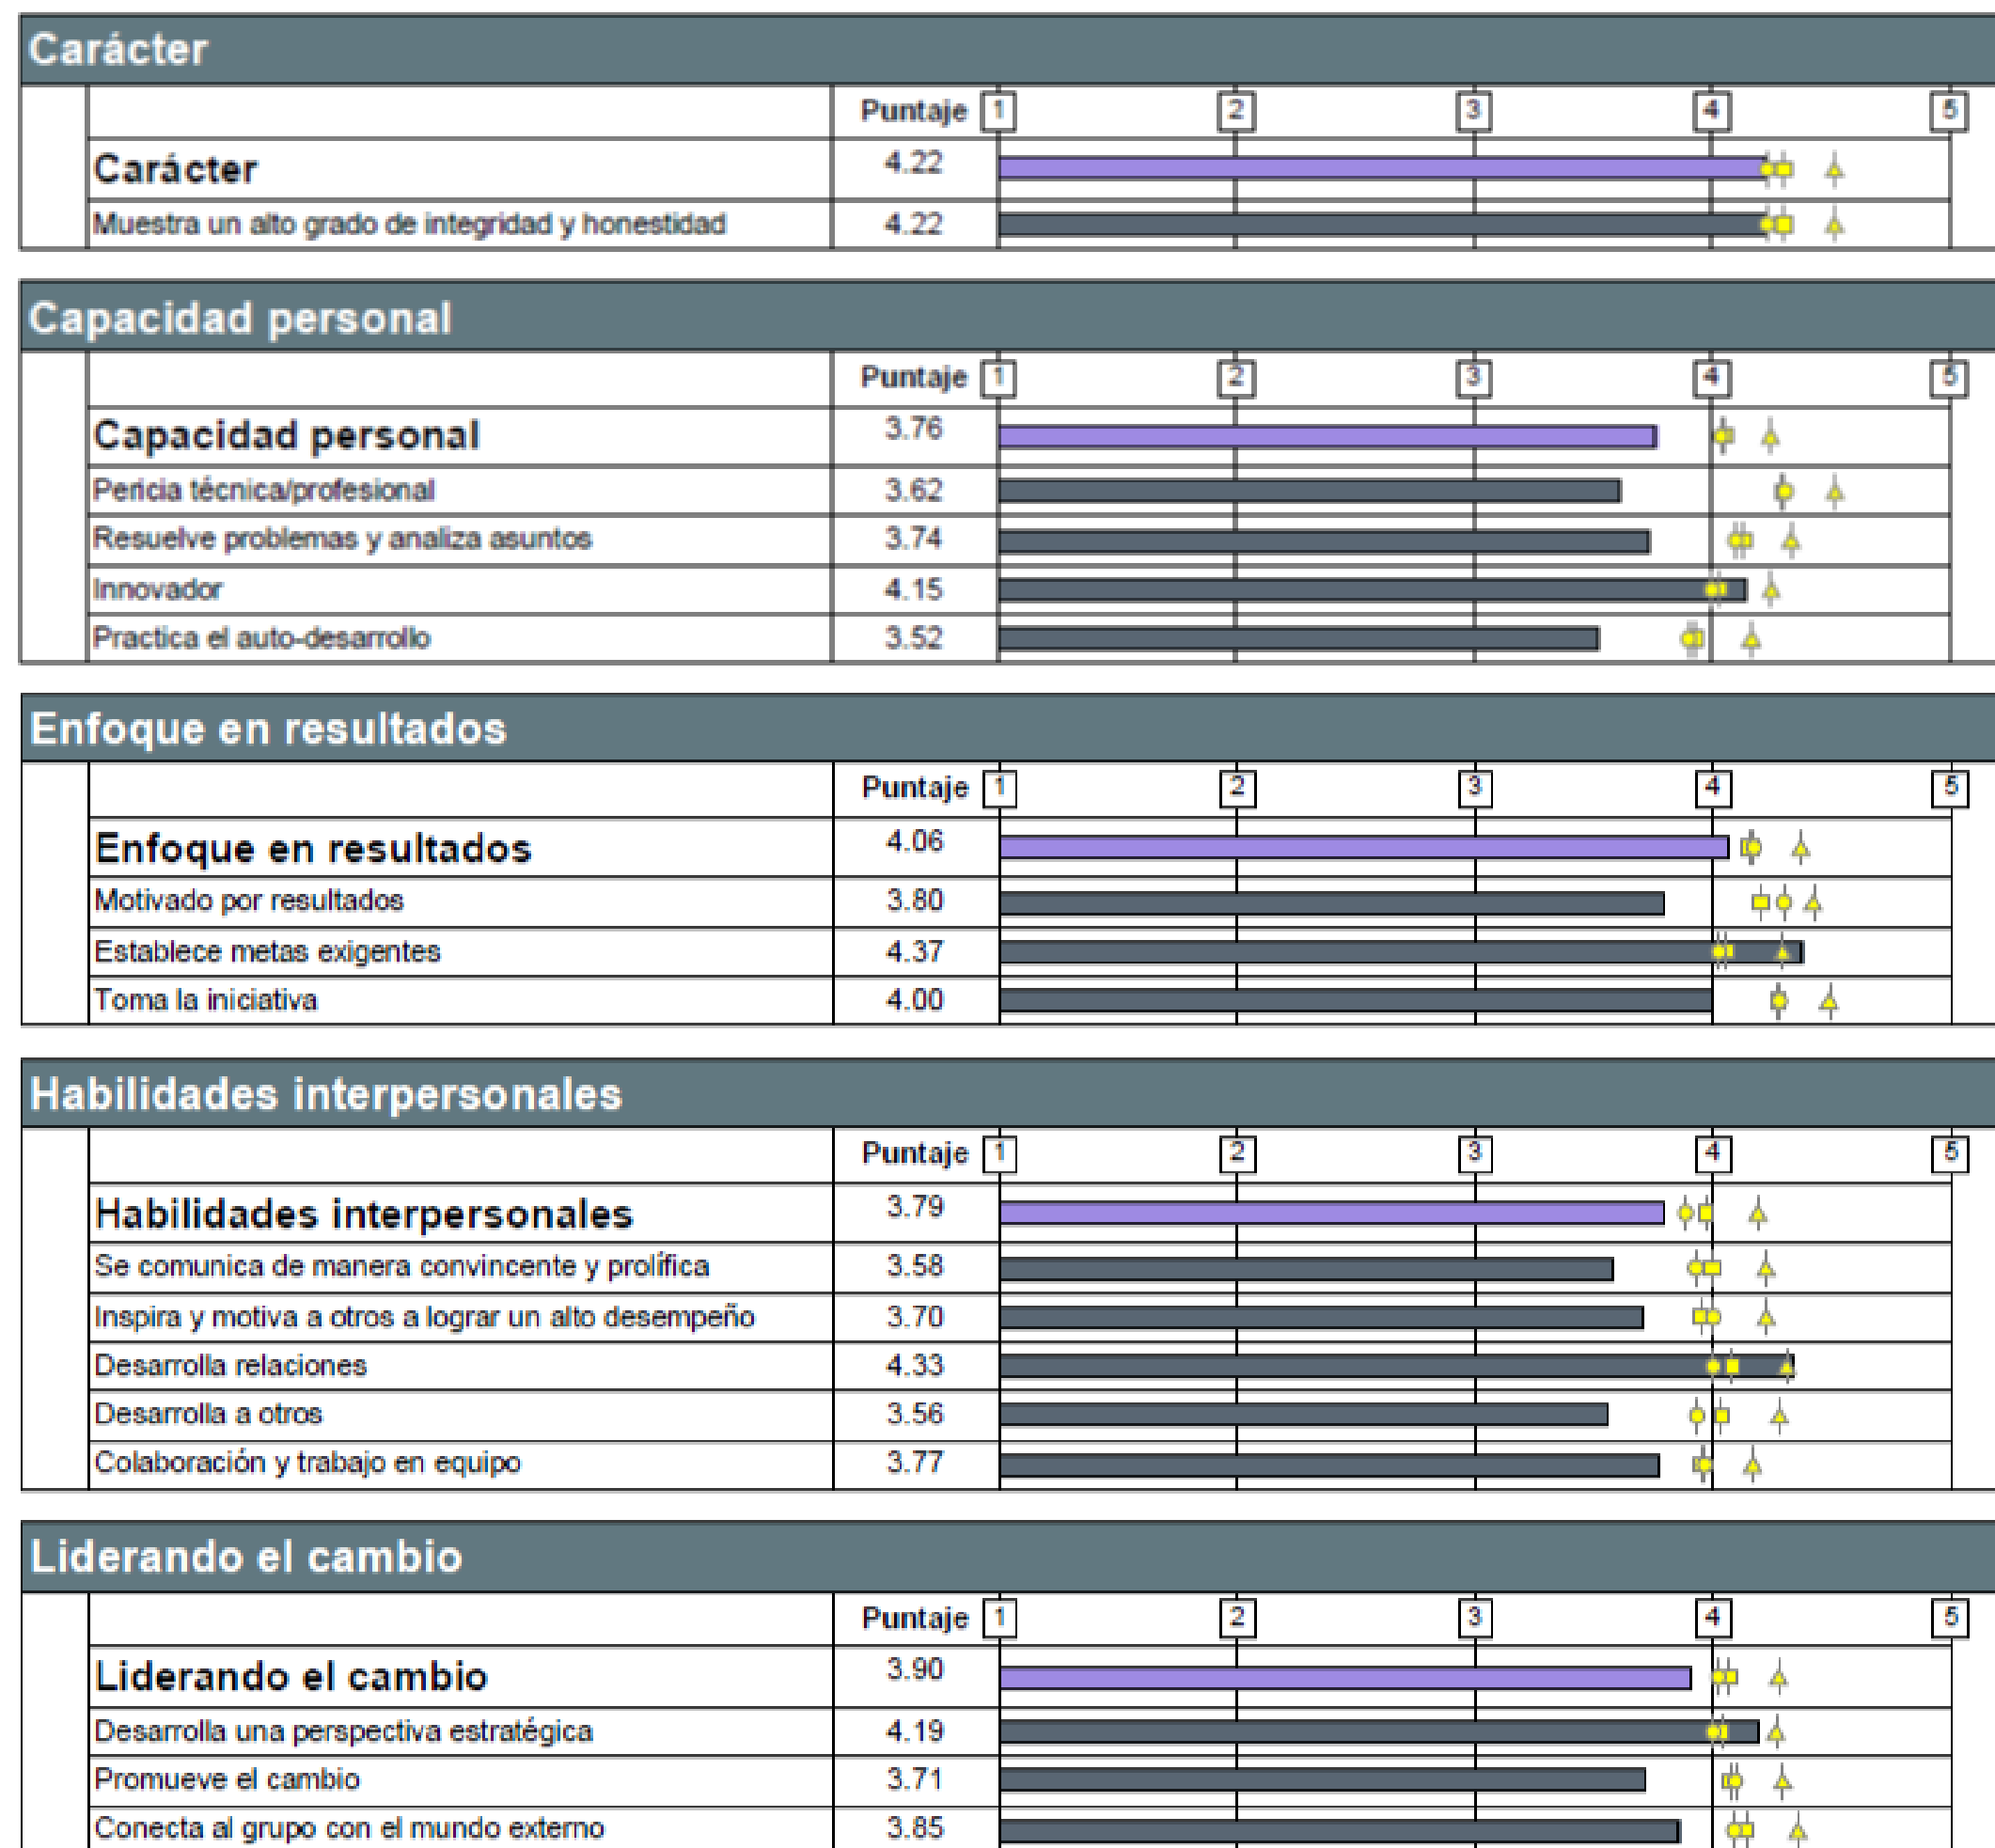 Carácter
Puntaje 1 2 3 4 5
Carácter 4.22
Muestra un alto grado de integridad y honestidad 4.22
Capacidad personal
Puntaje 1 2 3 4 5
Capacidad personal 3.76
Pericia técnica/profesional 3.62
Resuelve problemas y analiza asuntos 3.74
Innovador 4.15
Practica el auto-desarrollo 3.52
Enfoque en resultados
Puntaje 1 2 3 4 5
Enfoque en resultados 4.06
Motivado por resultados 3.80
Establece metas exigentes 4.37
Toma la iniciativa 4.00
Habilidades interpersonales
Puntaje 1 2 3 4 5
Habilidades interpersonales 3.79
Se comunica de manera convincente y prolífica 3.58
Inspira y motiva a otros a lograr un alto desempeño 3.70
Desarrolla relaciones 4.33
Desarrolla a otros 3.56
Colaboración y trabajo en equipo 3.77
Liderando el cambio
Puntaje 1 2 3 4 5
Liderando el cambio 3.90
Desarrolla una perspectiva estratégica 4.19
Promueve el cambio 3.71
Conecta al grupo con el mundo externo 3.85